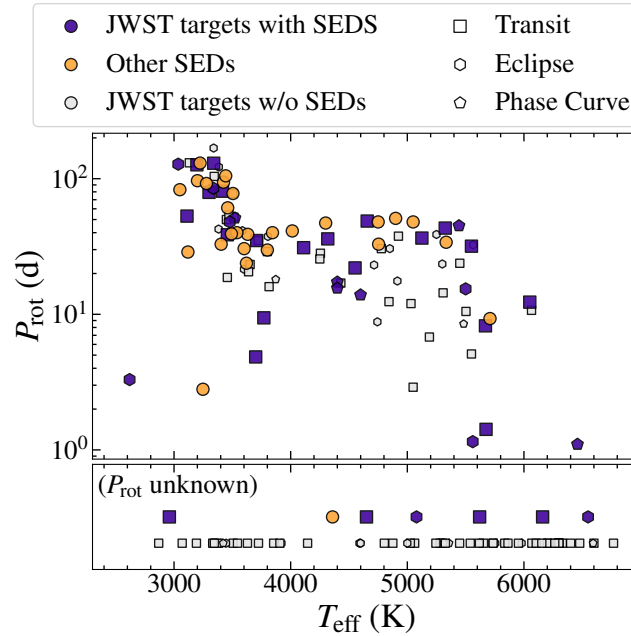 JWST targets with SEDS
Transit
Other SEDs
Eclipse
JWST targets w/o SEDs
Phase Curve
10²
10¹
10⁰
P_rot (d)
(P_rot unknown)
3000 4000 5000 6000
T_eff (K)